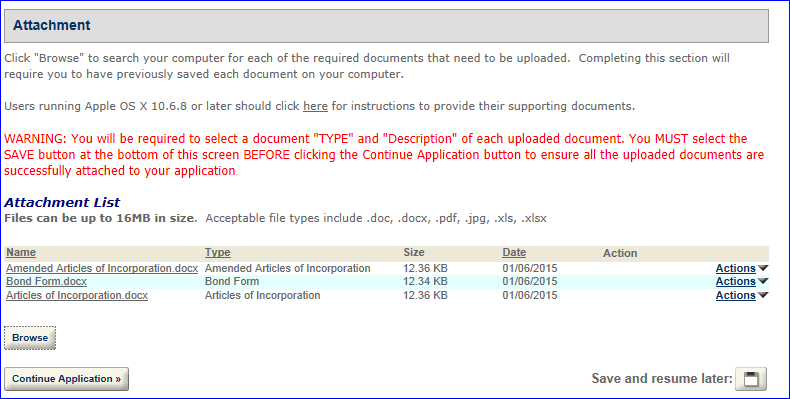 Attachment
Click "Browse" to search your computer for each of the required documents that need to be uploaded.  Completing this section will
require you to have previously saved each document on your computer.
Users running Apple OS X 10.6.8 or later should click here for instructions to provide their supporting documents.
WARNING: You will be required to select a document "TYPE" and "Description" of each uploaded document. You MUST select the
SAVE button at the bottom of this screen BEFORE clicking the Continue Application button to ensure all the uploaded documents are
successfully attached to your application.
Attachment List
Files can be up to 16MB in size.  Acceptable file types include .doc, .docx, .pdf, .jpg, .xls, .xlsx
Name Type Size Date Action
Amended Articles of Incorporation.docx Amended Articles of Incorporation 12.36 KB 01/06/2015 Actions
Bond Form.docx Bond Form 12.34 KB 01/06/2015 Actions
Articles of Incorporation.docx Articles of Incorporation 12.36 KB 01/06/2015 Actions
Browse
Continue Application » Save and resume later: